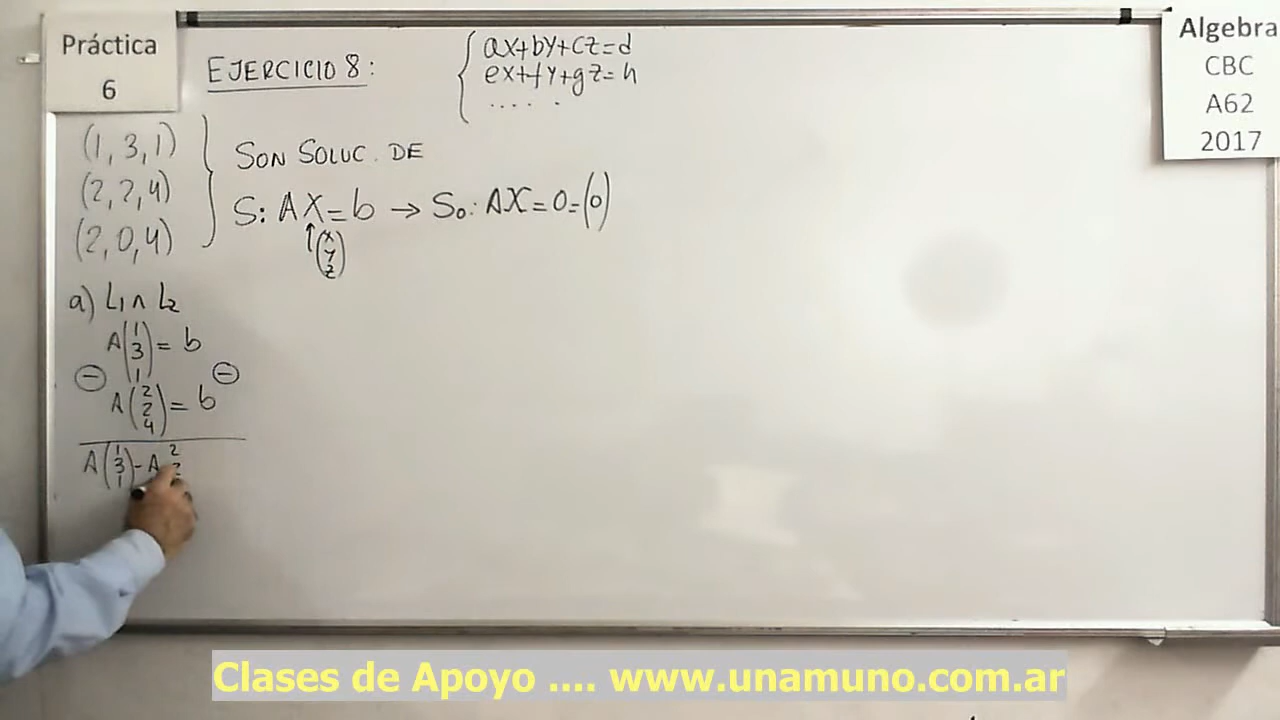 Práctica
6
EJERCICIO 8:
ax+by+cz=d
ex+fy+gz=h
.....
Algebra
CBC
A62
2017
(1, 3, 1)
(2, 2, 4)
(2, 0, 4)
SON SOLUC. DE
S: AX=b → S₀: AX=0=(0)
↑(x
y
z)
a) L₁∩L₂
A(1
3
1)=b
⊖ ⊖
A(2
2
4)=b
A(1
3
1)-A 2
2
Clases de Apoyo .... www.unamuno.com.ar